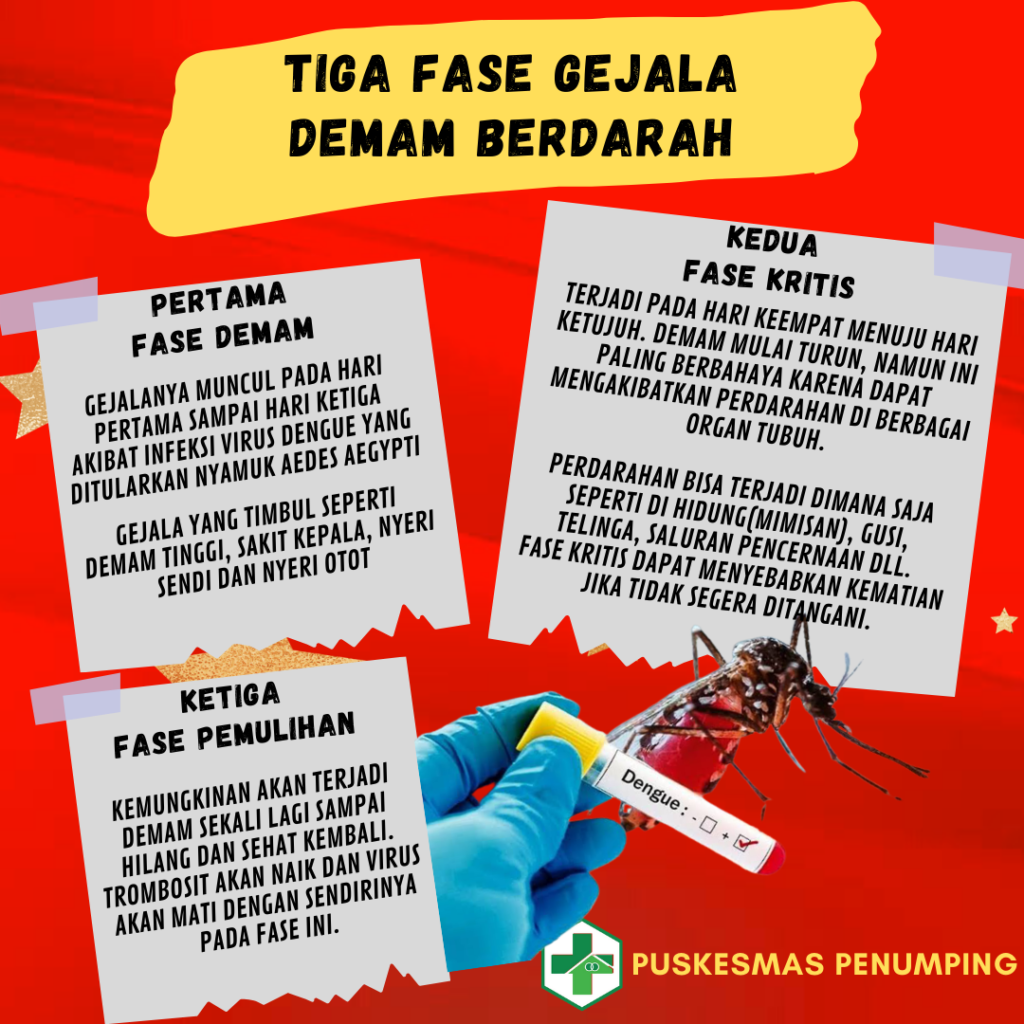 TIGA FASE GEJALA
DEMAM BERDARAH
PERTAMA
FASE DEMAM
GEJALANYA MUNCUL PADA HARI
PERTAMA SAMPAI HARI KETIGA
AKIBAT INFEKSI VIRUS DENGUE YANG
DITULARKAN NYAMUK AEDES AEGYPTI
GEJALA YANG TIMBUL SEPERTI
DEMAM TINGGI, SAKIT KEPALA, NYERI
SENDI DAN NYERI OTOT
KEDUA
FASE KRITIS
TERJADI PADA HARI KEEMPAT MENUJU HARI
KETUJUH. DEMAM MULAI TURUN, NAMUN INI
PALING BERBAHAYA KARENA DAPAT
MENGAKIBATKAN PERDARAHAN DI BERBAGAI
ORGAN TUBUH.
PERDARAHAN BISA TERJADI DIMANA SAJA
SEPERTI DI HIDUNG(MIMISAN), GUSI,
TELINGA, SALURAN PENCERNAAN DLL.
FASE KRITIS DAPAT MENYEBABKAN KEMATIAN
JIKA TIDAK SEGERA DITANGANI.
KETIGA
FASE PEMULIHAN
KEMUNGKINAN AKAN TERJADI
DEMAM SEKALI LAGI SAMPAI
HILANG DAN SEHAT KEMBALI.
TROMBOSIT AKAN NAIK DAN VIRUS
AKAN MATI DENGAN SENDIRINYA
PADA FASE INI.
Dengue : - ☐ + ☑
PUSKESMAS PENUMPING